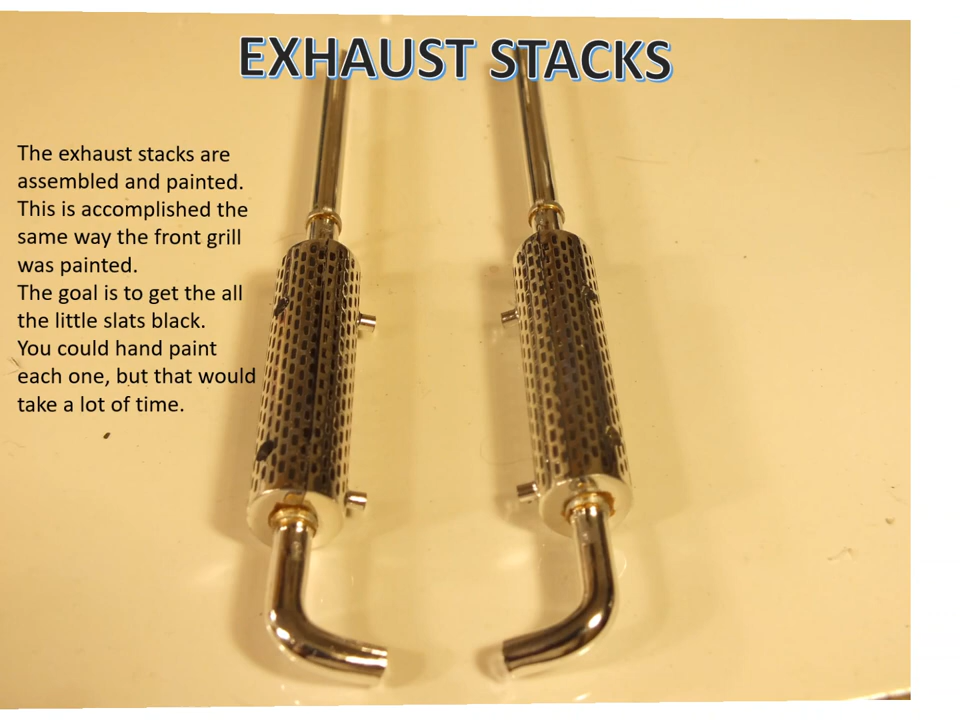 EXHAUST STACKS
The exhaust stacks are
assembled and painted.
This is accomplished the
same way the front grill
was painted.
The goal is to get the all
the little slats black.
You could hand paint
each one, but that would
take a lot of time.